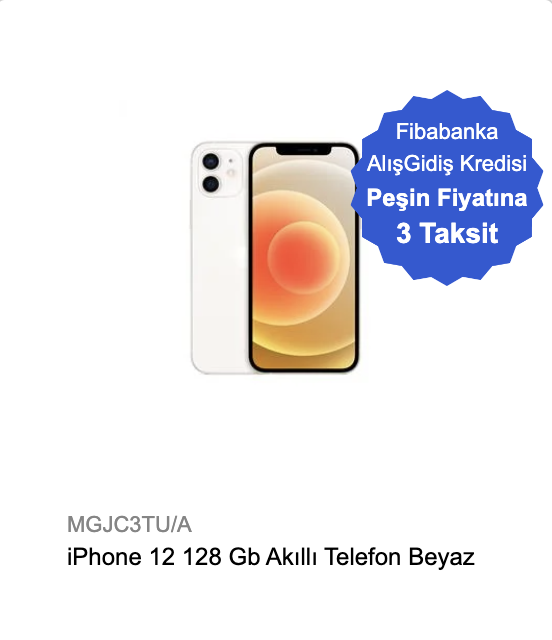 Fibabanka
AlışGidiş Kredisi
Peşin Fiyatına
3 Taksit
MGJC3TU/A
iPhone 12 128 Gb Akıllı Telefon Beyaz